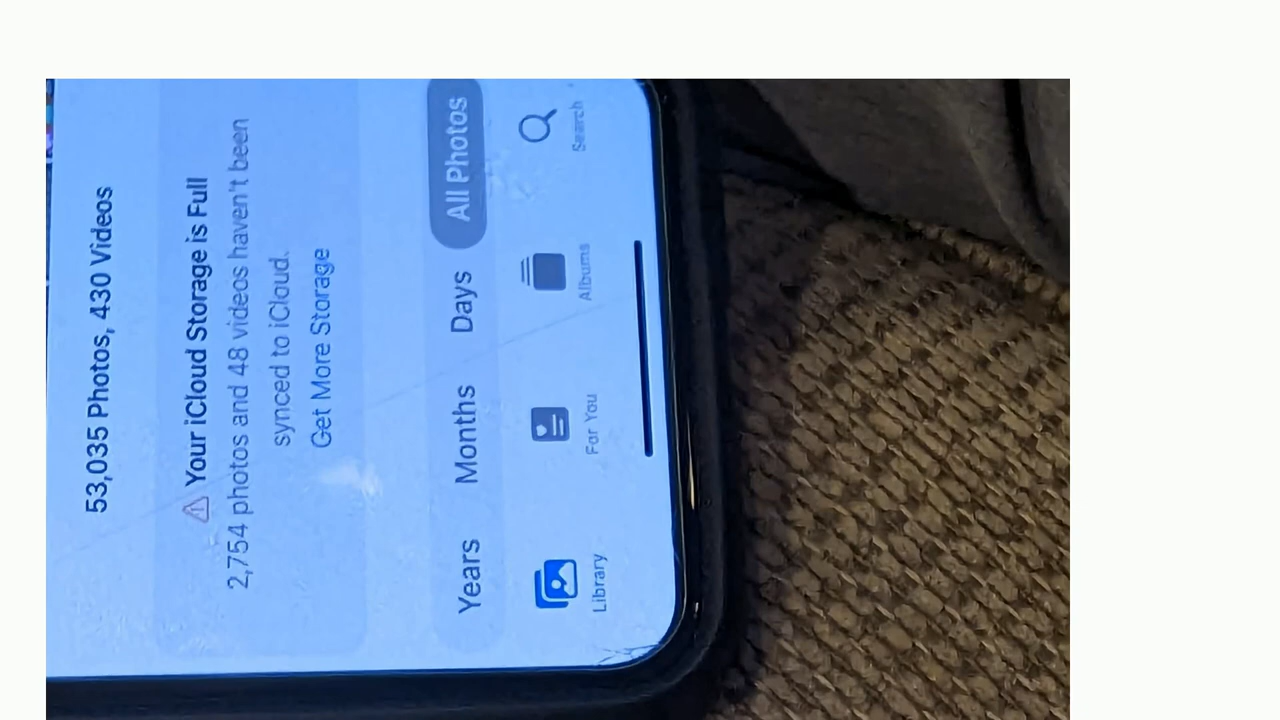 53,035 Photos, 430 Videos
Your iCloud Storage is Full
2,754 photos and 48 videos haven't been
synced to iCloud.
Get More Storage
Years Months Days All Photos
Library For You Albums Search